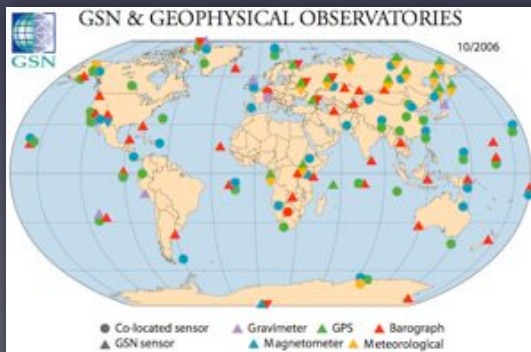 GSN & GEOPHYSICAL OBSERVATORIES
GSN
10/2006
Co-located sensor Gravimeter GPS Barograph
GSN sensor Magnetometer Meteorological